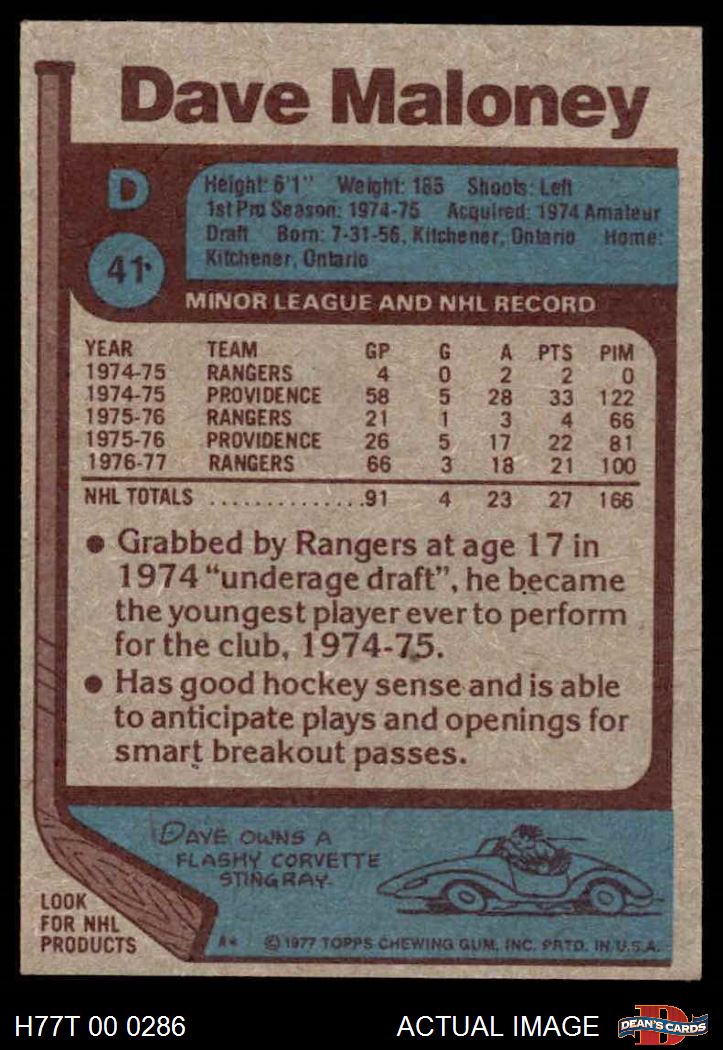 Dave Maloney
D
Height: 6'1" Weight: 185 Shoots: Left
1st Pro Season: 1974-75 Acquired: 1974 Amateur
Draft Born: 7-31-56, Kitchener, Ontario Home:
Kitchener, Ontario
41
MINOR LEAGUE AND NHL RECORD
YEAR TEAM GP G A PTS PIM
1974-75 RANGERS 4 0 2 2 0
1974-75 PROVIDENCE 58 5 28 33 122
1975-76 RANGERS 21 1 3 4 66
1975-76 PROVIDENCE 26 5 17 22 81
1976-77 RANGERS 66 3 18 21 100
NHL TOTALS ..............91 4 23 27 166
• Grabbed by Rangers at age 17 in
1974 “underage draft”, he became
the youngest player ever to perform
for the club, 1974-75.
• Has good hockey sense and is able
to anticipate plays and openings for
smart breakout passes.
DAVE OWNS A
FLASHY CORVETTE
STINGRAY.
LOOK
FOR NHL
PRODUCTS
A* © 1977 TOPPS CHEWING GUM, INC. PRTD. IN U.S.A.
H77T 00 0286 ACTUAL IMAGE
D
DEAN'S CARDS